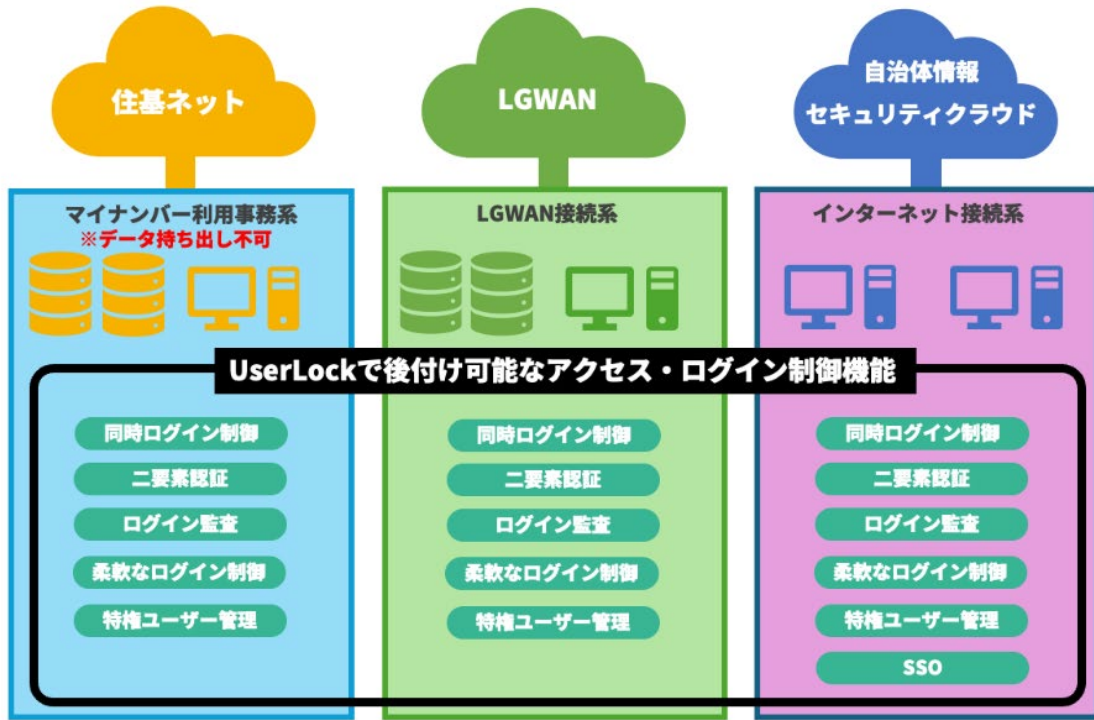 住基ネット
LGWAN
自治体情報
セキュリティクラウド
マイナンバー利用事務系
※データ持ち出し不可
LGWAN接続系
インターネット接続系
UserLockで後付け可能なアクセス・ログイン制御機能
同時ログイン制御
二要素認証
ログイン監査
柔軟なログイン制御
特権ユーザー管理
同時ログイン制御
二要素認証
ログイン監査
柔軟なログイン制御
特権ユーザー管理
同時ログイン制御
二要素認証
ログイン監査
柔軟なログイン制御
特権ユーザー管理
SSO